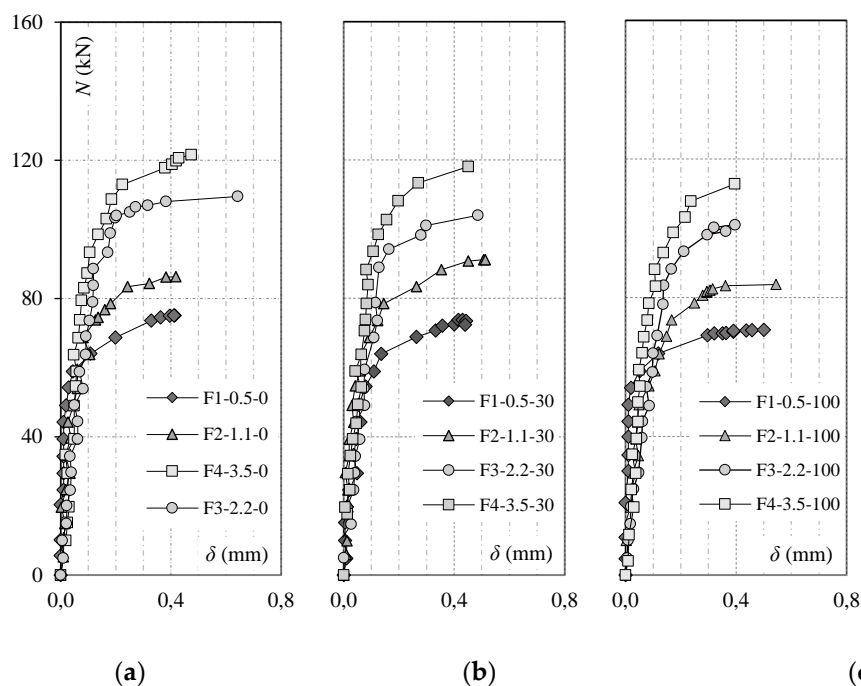 160
120
80
40
0
N (kN)
F1-0.5-0
F2-1.1-0
F4-3.5-0
F3-2.2-0
δ (mm)
0,0 0,4 0,8
(a)
F1-0.5-30
F2-1.1-30
F3-2.2-30
F4-3.5-30
δ (mm)
0,0 0,4 0,8
(b)
F1-0.5-100
F2-1.1-100
F3-2.2-100
F4-3.5-100
δ (mm)
0,0 0,4 0,8